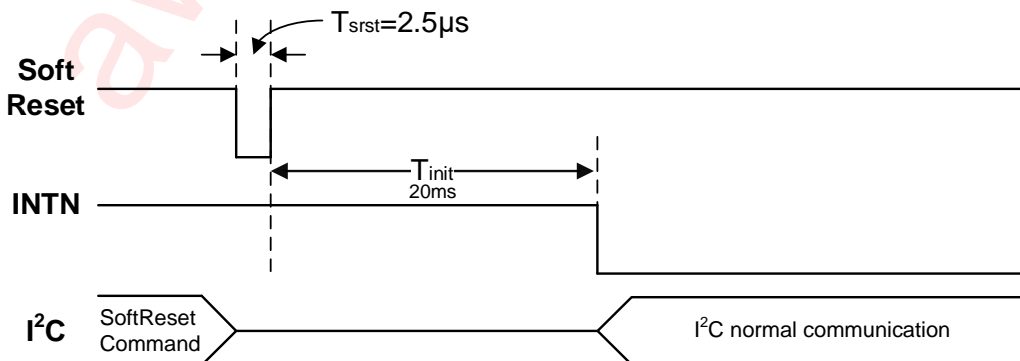 Tsrst=2.5µs
Soft
Reset
Tinit
20ms
INTN
I²C
SoftReset
Command
I²C normal communication